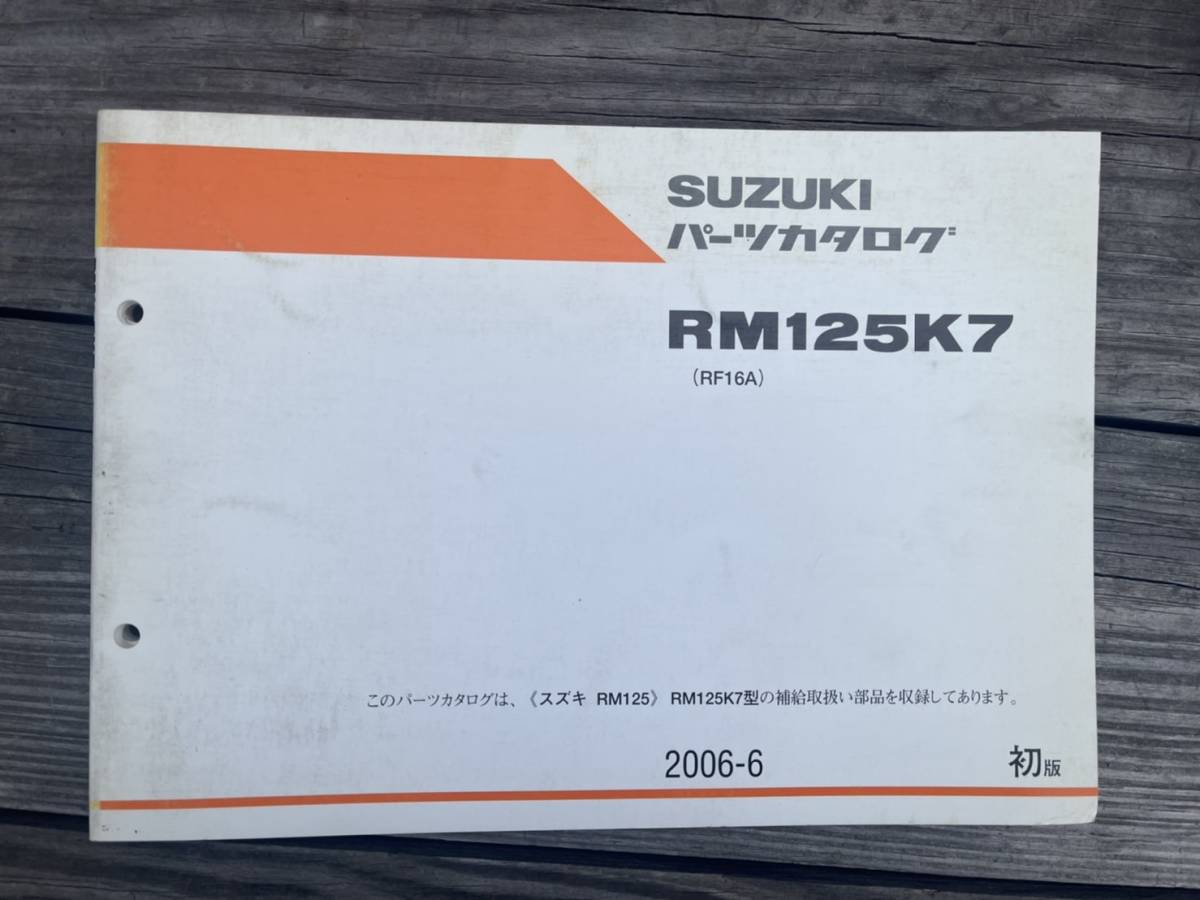 SUZUKI
パーツカタログ
RM125K7
(RF16A)
このパーツカタログは、《スズキ RM125》 RM125K7型の補給取扱い部品を収録してあります。
2006-6 初版